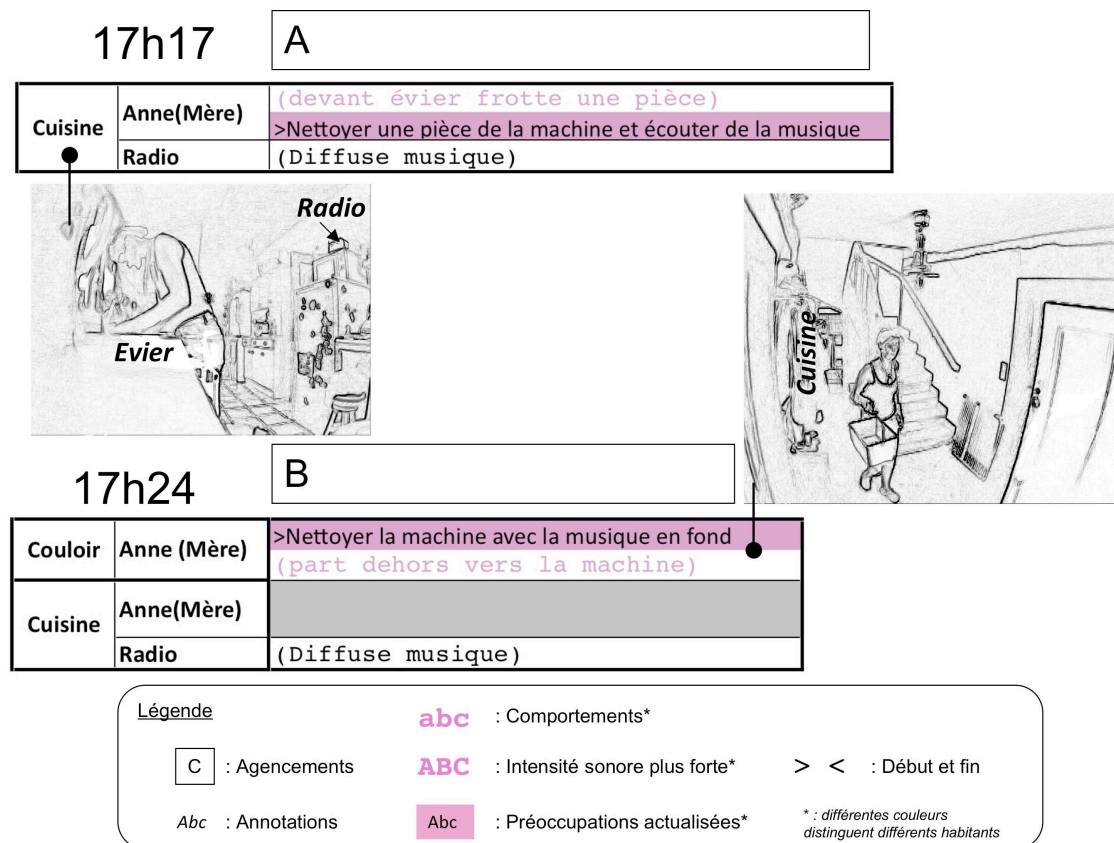 17h17
A
Cuisine
Anne(Mère)
(devant évier frotte une pièce)
>Nettoyer une pièce de la machine et écouter de la musique
Radio
(Diffuse musique)
Radio
Evier
Cuisine
17h24
B
Couloir
Anne (Mère)
>Nettoyer la machine avec la musique en fond
(part dehors vers la machine)
Cuisine
Anne(Mère)
Radio
(Diffuse musique)
Légende
abc : Comportements*
C : Agencements
ABC : Intensité sonore plus forte*
> < : Début et fin
Abc : Annotations
Abc : Préoccupations actualisées*
* : différentes couleurs
distinguent différents habitants